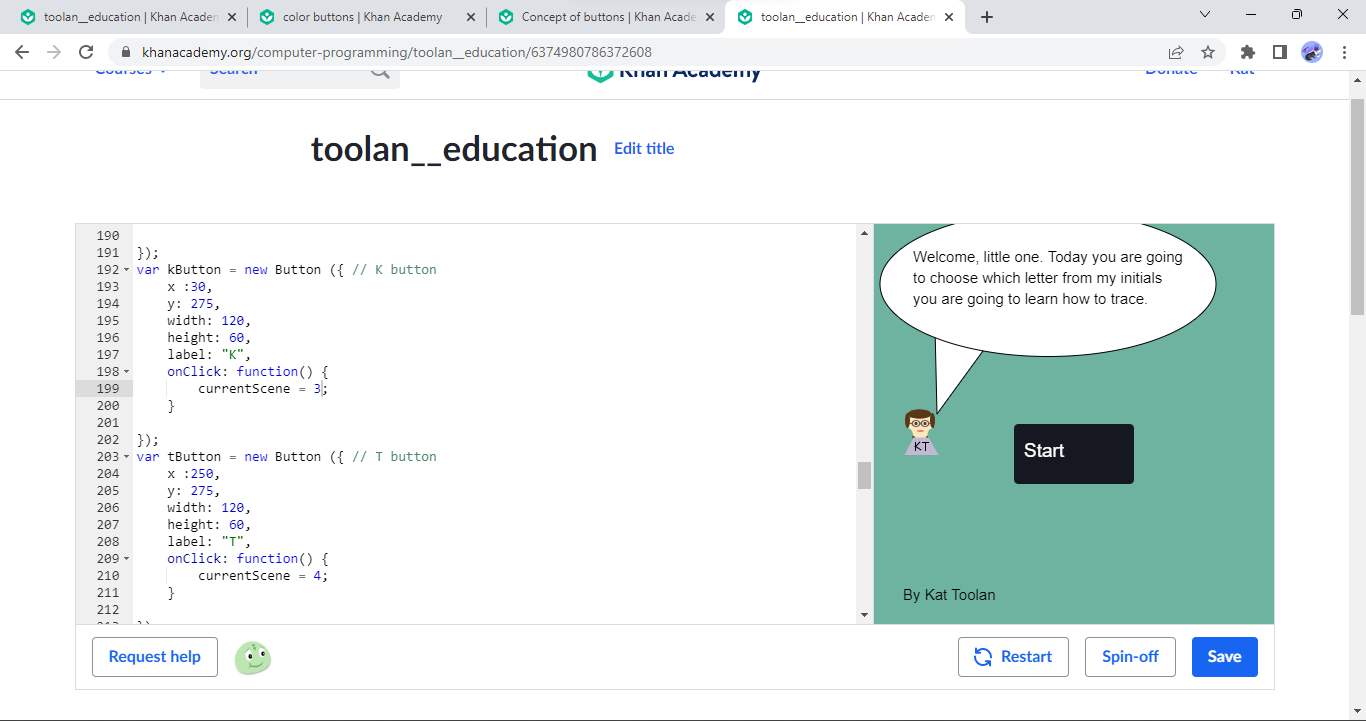 toolan__education | Khan Academ
color buttons | Khan Academy
Concept of buttons | Khan Acade
toolan__education | Khan Academ
khanacademy.org/computer-programming/toolan__education/6374980786372608
Courses Search Khan Academy Donate Kat
toolan__education Edit title
190
191 });
192 var kButton = new Button ({ // K button
193 x :30,
194 y: 275,
195 width: 120,
196 height: 60,
197 label: "K",
198 onClick: function() {
199 currentScene = 3;
200 }
201
202 });
203 var tButton = new Button ({ // T button
204 x :250,
205 y: 275,
206 width: 120,
207 height: 60,
208 label: "T",
209 onClick: function() {
210 currentScene = 4;
211 }
212
213 });
Welcome, little one. Today you are going
to choose which letter from my initials
you are going to learn how to trace.
KT
Start
By Kat Toolan
Request help
Restart
Spin-off
Save